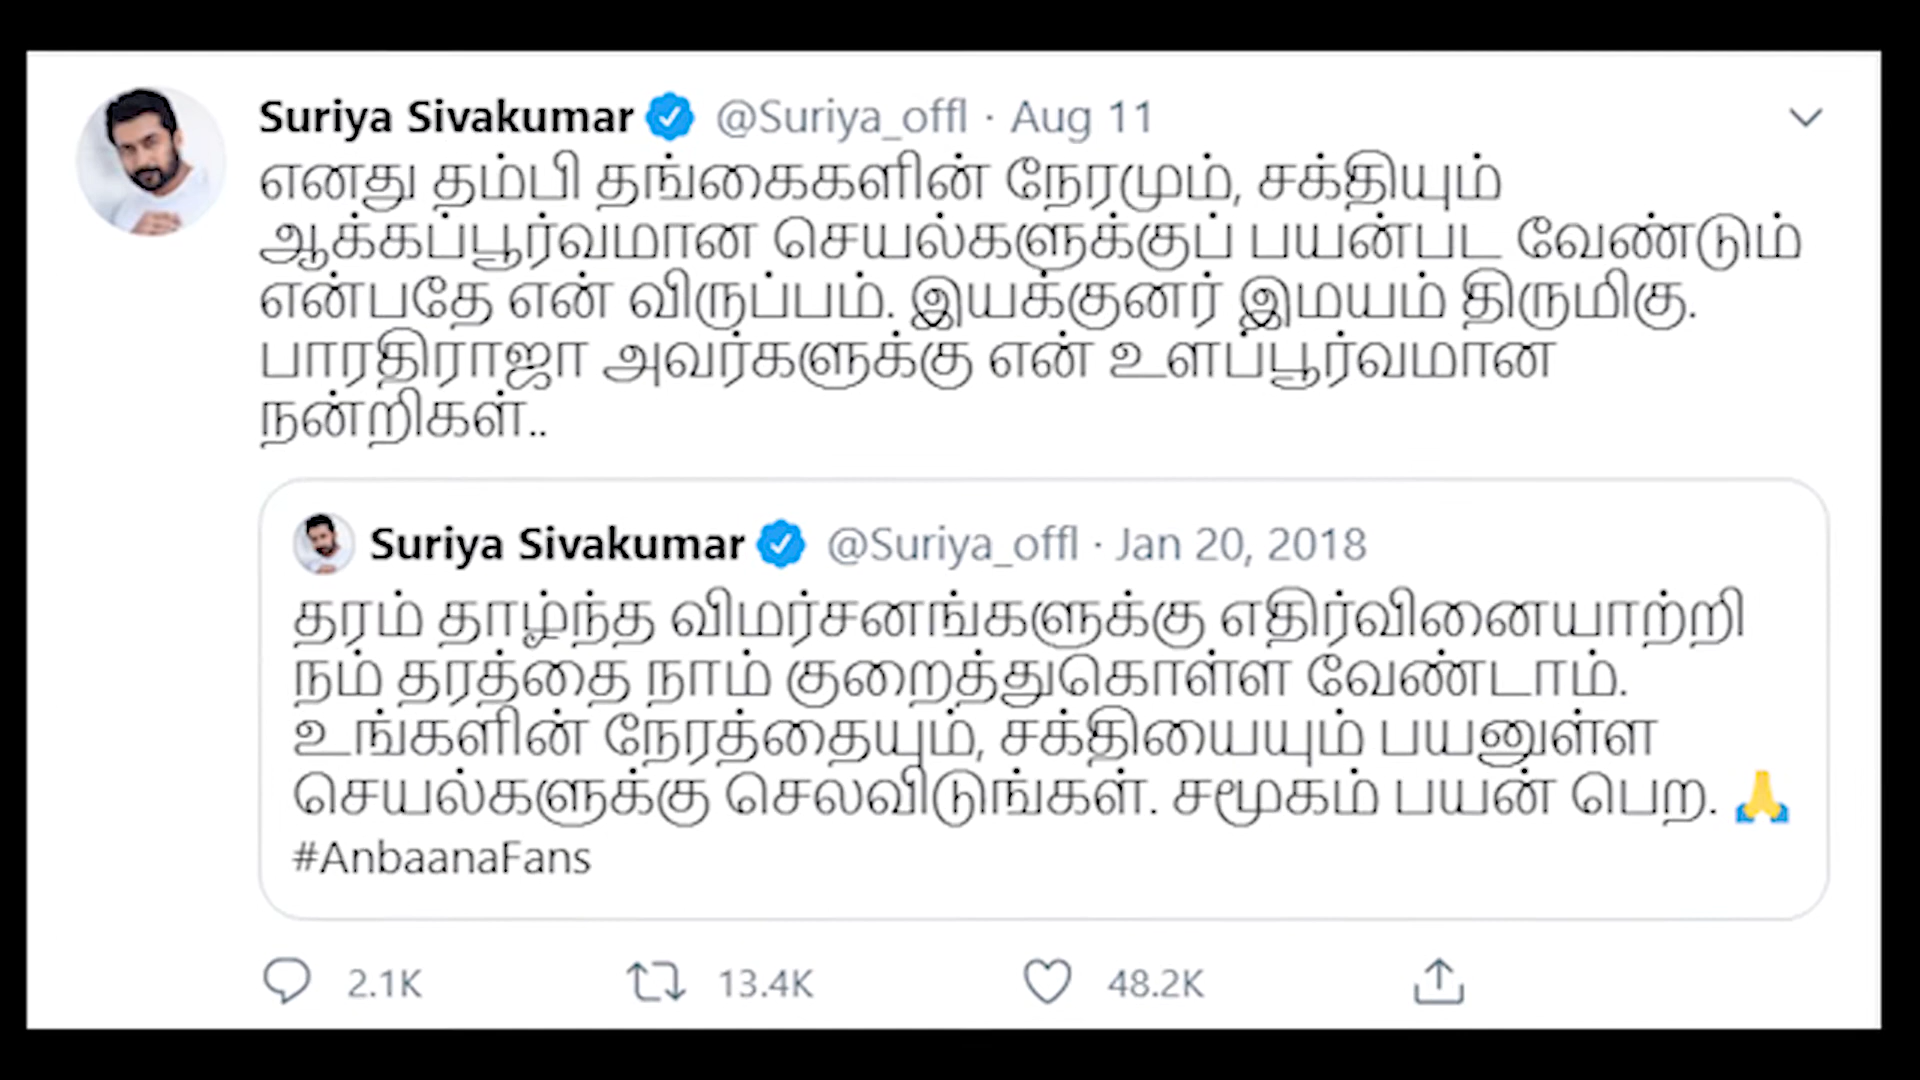 Suriya Sivakumar @Suriya_offl · Aug 11
எனது தம்பி தங்கைகளின் நேரமும், சக்தியும்
ஆக்கப்பூர்வமான செயல்களுக்குப் பயன்பட வேண்டும்
என்பதே என் விருப்பம். இயக்குனர் இமயம் திருமிகு.
பாரதிராஜா அவர்களுக்கு என் உளப்பூர்வமான
நன்றிகள்..
Suriya Sivakumar @Suriya_offl · Jan 20, 2018
தரம் தாழ்ந்த விமர்சனங்களுக்கு எதிர்வினையாற்றி
நம் தரத்தை நாம் குறைத்துகொள்ள வேண்டாம்.
உங்களின் நேரத்தையும், சக்தியையும் பயனுள்ள
செயல்களுக்கு செலவிடுங்கள். சமூகம் பயன் பெற. 🙏
#AnbaanaFans
2.1K 13.4K 48.2K